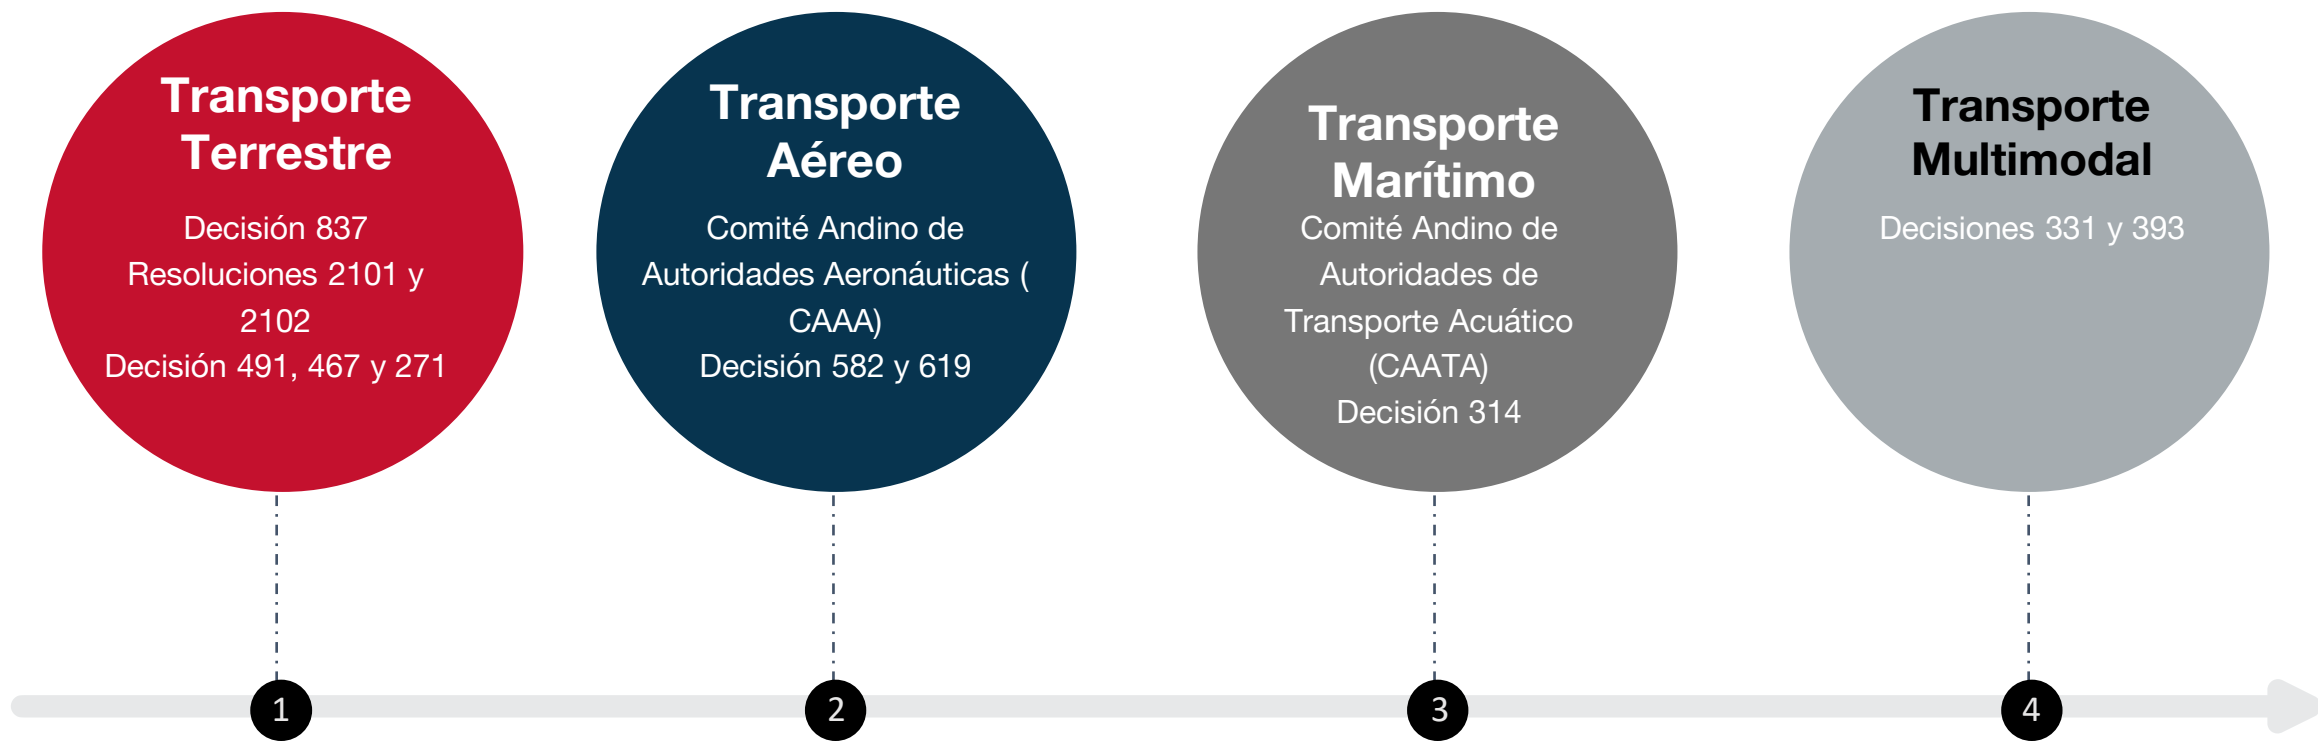 Transporte
Terrestre
Decisión 837
Resoluciones 2101 y
2102
Decisión 491, 467 y 271
Transporte
Aéreo
Comité Andino de
Autoridades Aeronáuticas (
CAAA)
Decisión 582 y 619
Transporte
Marítimo
Comité Andino de
Autoridades de
Transporte Acuático
(CAATA)
Decisión 314
Transporte
Multimodal
Decisiones 331 y 393
1
2
3
4